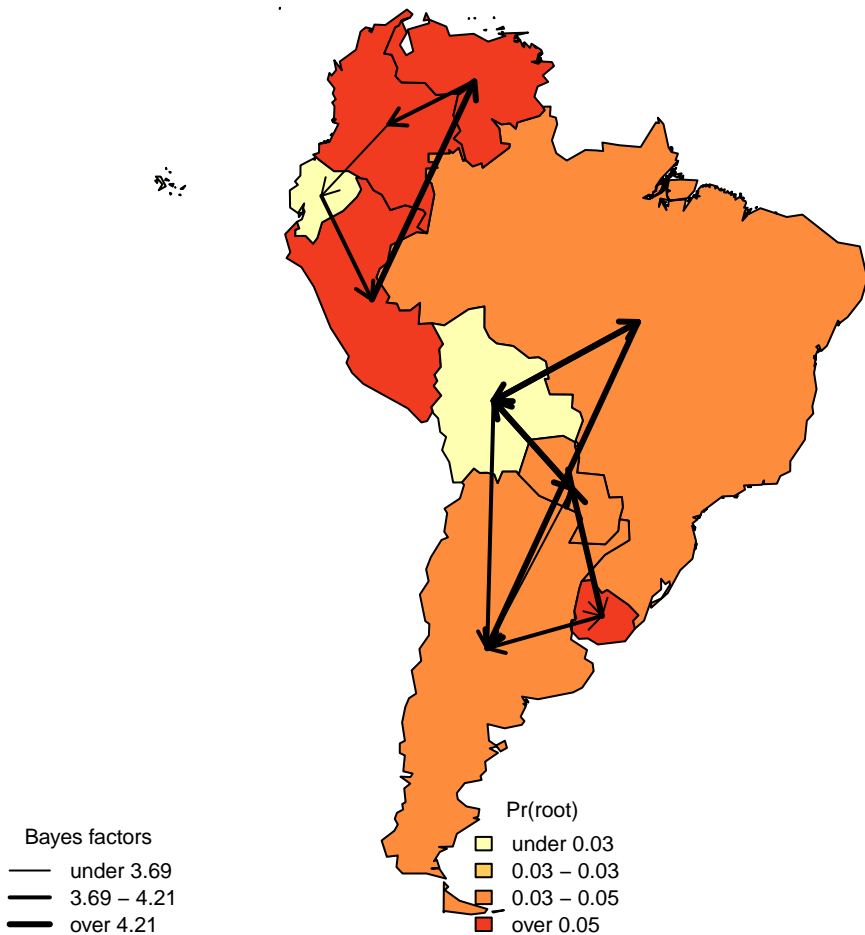 Bayes factors
under 3.69
3.69 – 4.21
over 4.21
Pr(root)
under 0.03
0.03 – 0.03
0.03 – 0.05
over 0.05